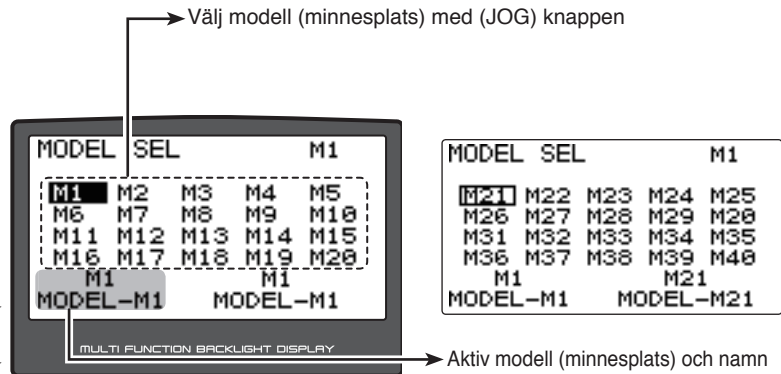 Välj modell (minnesplats) med (JOG) knappen
MODEL SEL M1
M1 M2 M3 M4 M5
M6 M7 M8 M9 M10
M11 M12 M13 M14 M15
M16 M17 M18 M19 M20
M1 M1
MODEL-M1 MODEL-M1
MULTI FUNCTION BACKLIGHT DISPLAY
MODEL SEL M1
M21 M22 M23 M24 M25
M26 M27 M28 M29 M20
M31 M32 M33 M34 M35
M36 M37 M38 M39 M40
M1 M21
MODEL-M1 MODEL-M21
Aktiv modell (minnesplats) och namn